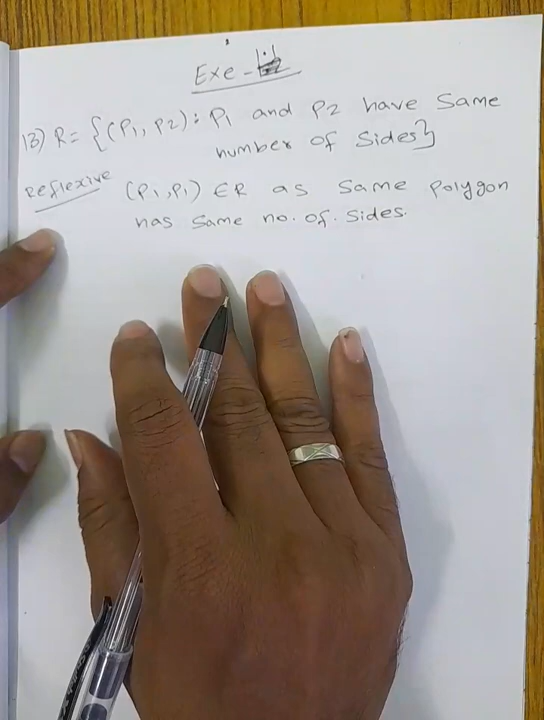 Exe -
13) R= {(P1, P2): P1 and P2 have same
number of sides}
Reflexive
(P1, P1) ∈ R as same polygon
has same no. of. sides.